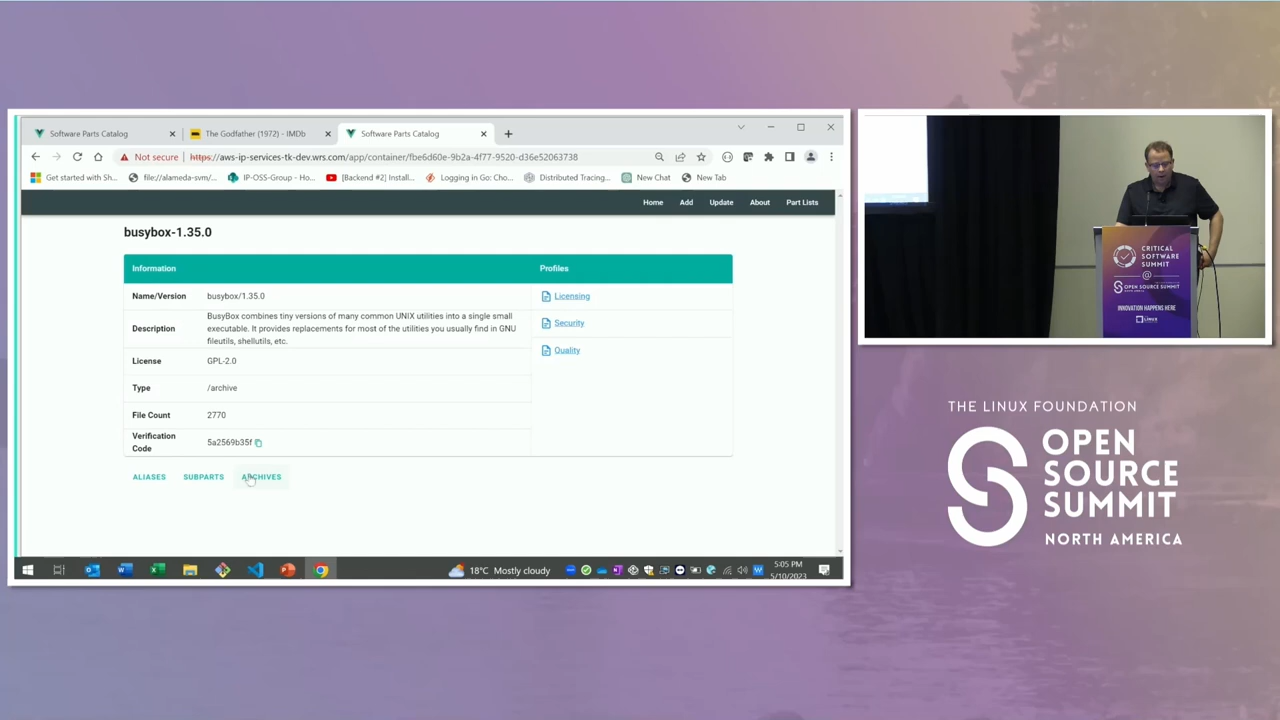 Software Parts Catalog
The Godfather (1972) - IMDb
Software Parts Catalog
Not secure
https://aws-ip-services-tk-dev.wrs.com/app/container/fbe6d60e-9b2a-4f77-9520-d36e52063738
Get started with Sh...
file://alameda-svm/...
IP-OSS-Group - Ho...
[Backend #2] Install...
Logging in Go: Cho...
Distributed Tracing...
New Chat
New Tab
Home
Add
Update
About
Part Lists
busybox-1.35.0
Information
Profiles
Name/Version
busybox/1.35.0
Licensing
Description
BusyBox combines tiny versions of many common UNIX utilities into a single small
executable. It provides replacements for most of the utilities you usually find in GNU
fileutils, shellutils, etc.
Security
Quality
License
GPL-2.0
Type
/archive
File Count
2770
Verification
Code
5a2569b35f
ALIASES
SUBPARTS
ARCHIVES
18°C Mostly cloudy
5:05 PM
5/10/2023
CRITICAL
SOFTWARE
SUMMIT
@
OPEN SOURCE SUMMIT
INNOVATION HAPPENS HERE
LINUX
THE LINUX FOUNDATION
OPEN
SOURCE
SUMMIT
NORTH AMERICA